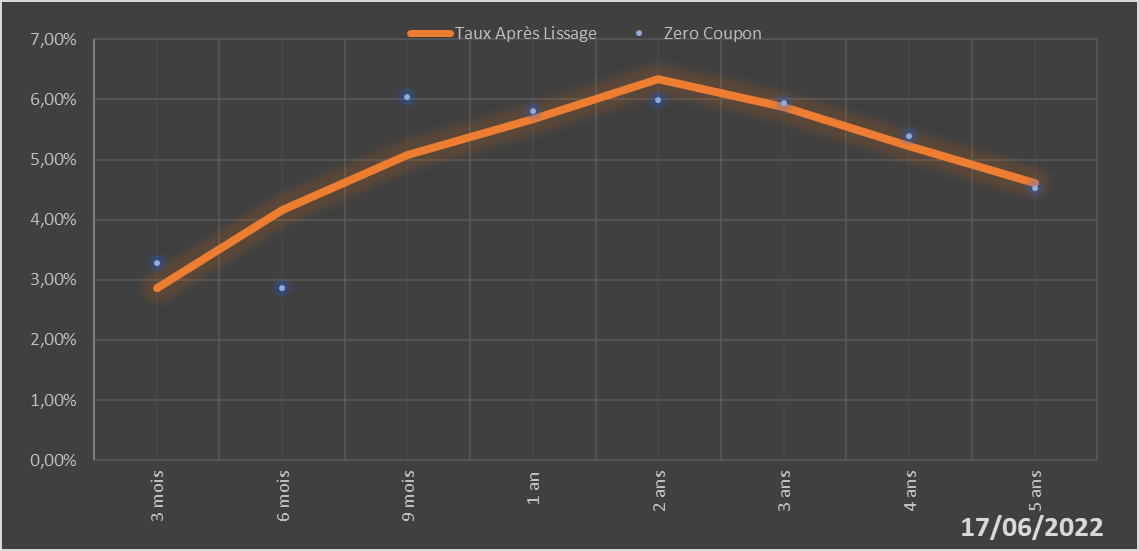 Taux Après Lissage Zero Coupon
7,00%
6,00%
5,00%
4,00%
3,00%
2,00%
1,00%
0,00%
3 mois
6 mois
9 mois
1 an
2 ans
3 ans
4 ans
5 ans
17/06/2022